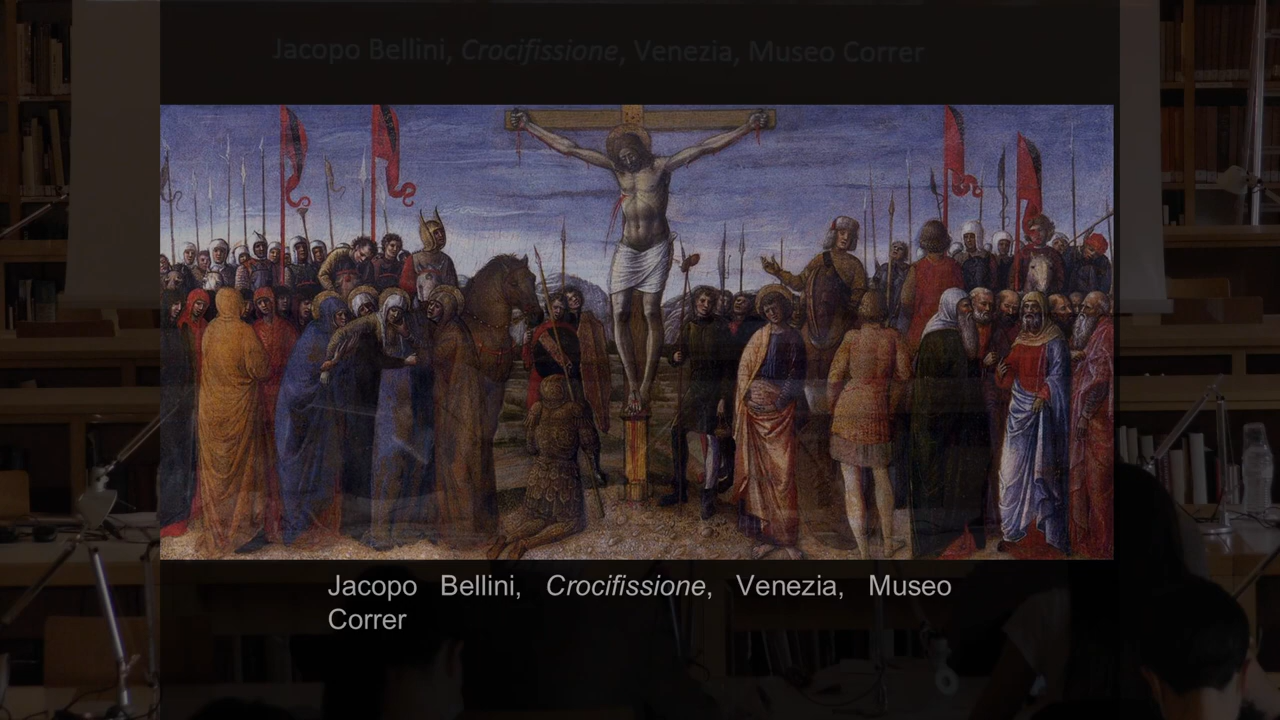 Jacopo Bellini, Crocifissione, Venezia, Museo Correr
Jacopo Bellini, Crocifissione, Venezia, Museo
Correr